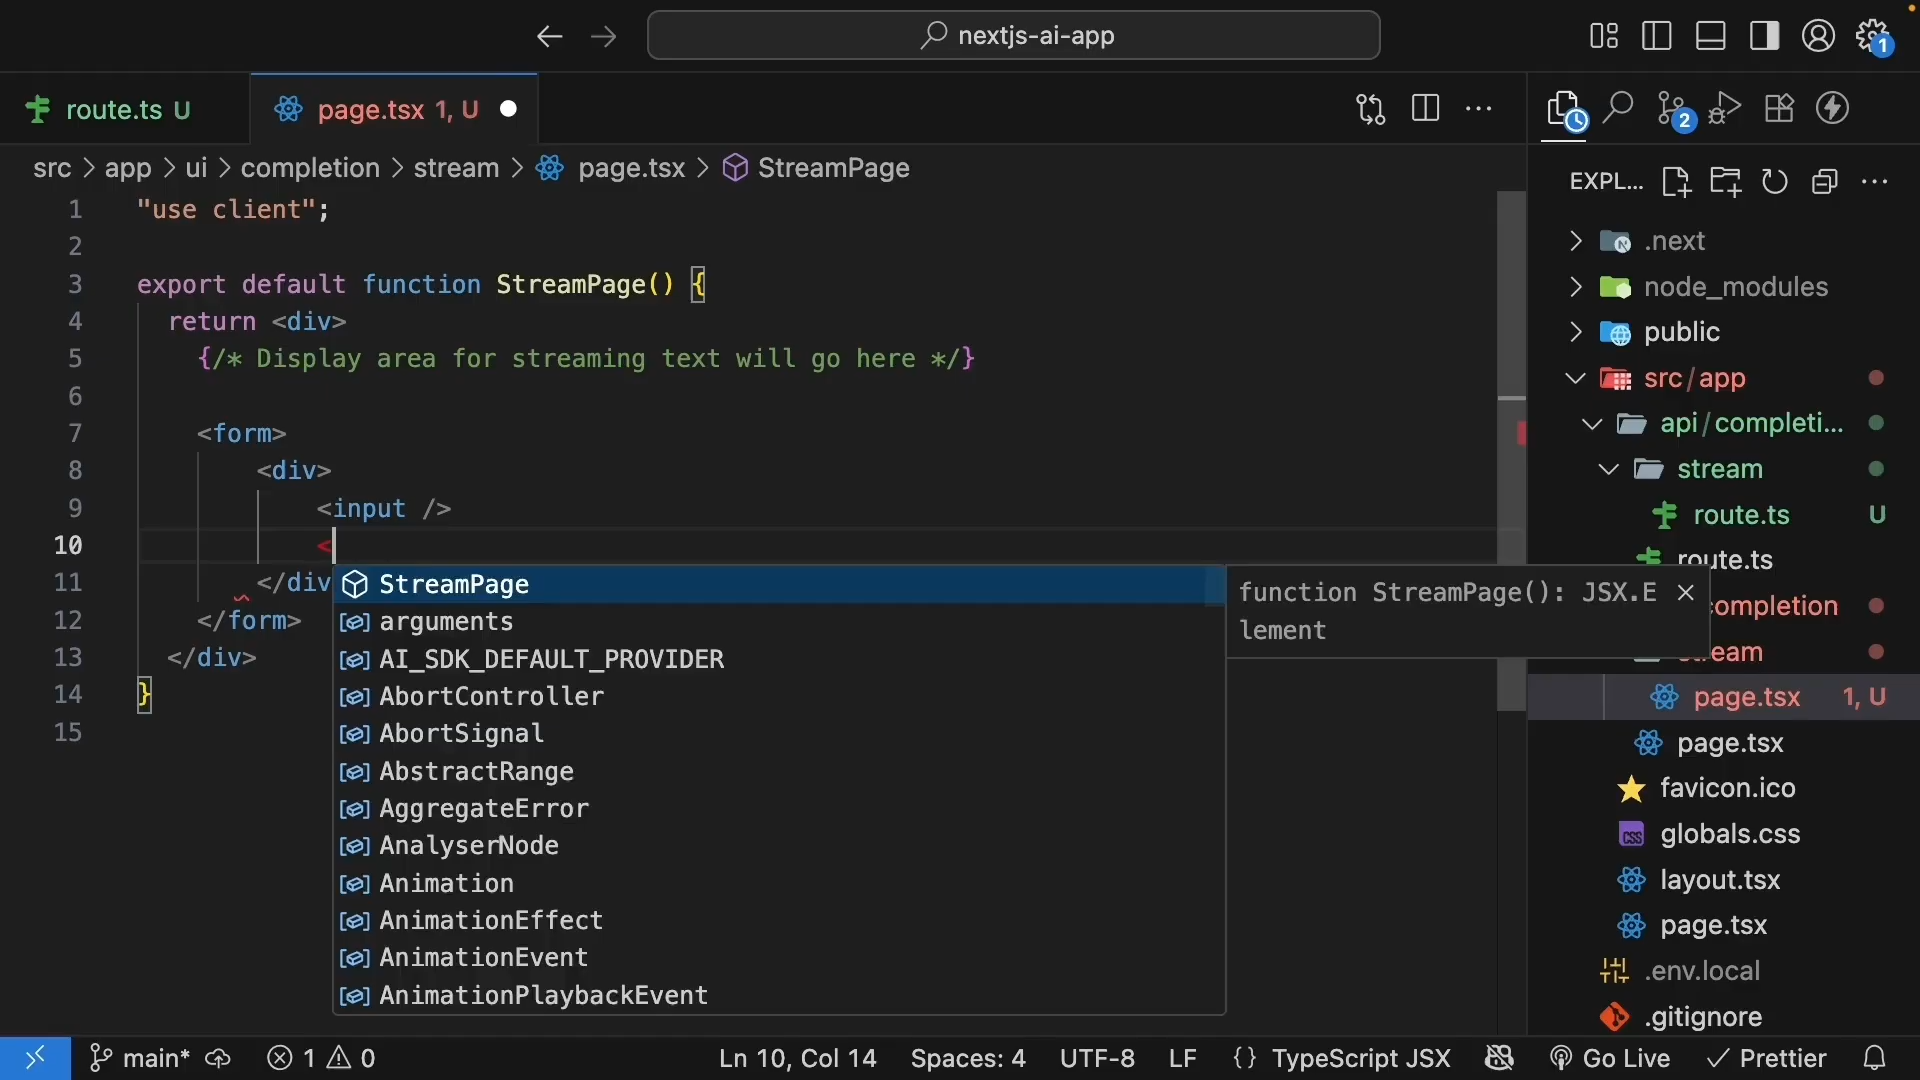 nextjs-ai-app
1
route.ts U
page.tsx 1, U
2
src > app > ui > completion > stream > page.tsx > StreamPage
EXPL...
1 "use client";
2
3 export default function StreamPage() {
4 return <div>
5 {/* Display area for streaming text will go here */}
6
7 <form>
8 <div>
9 <input />
10 <
11 </div
12 </form>
13 </div>
14 }
15
StreamPage
arguments
AI_SDK_DEFAULT_PROVIDER
AbortController
AbortSignal
AbstractRange
AggregateError
AnalyserNode
Animation
AnimationEffect
AnimationEvent
AnimationPlaybackEvent
function StreamPage(): JSX.E
lement
.next
node_modules
public
src/app
api/completi...
stream
route.ts U
route.ts
completion
stream
page.tsx 1, U
page.tsx
favicon.ico
globals.css
layout.tsx
page.tsx
.env.local
.gitignore
main* 1 0 Ln 10, Col 14 Spaces: 4 UTF-8 LF {} TypeScript JSX Go Live Prettier